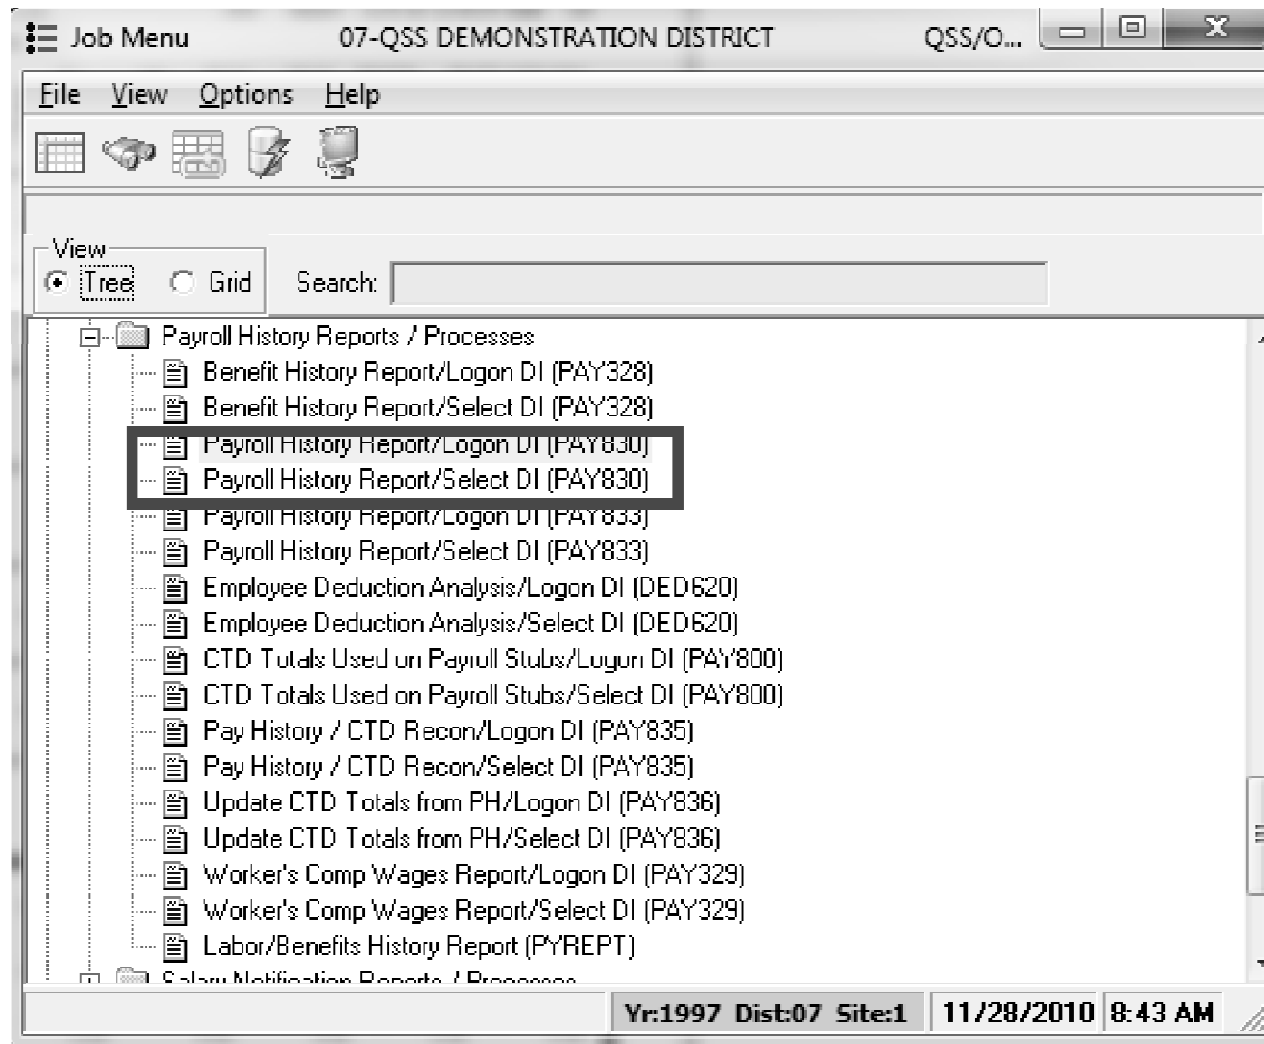 Job Menu 07-QSS DEMONSTRATION DISTRICT QSS/O...
File View Options Help
View
Tree Grid Search:
Payroll History Reports / Processes
Benefit History Report/Logon DI (PAY328)
Benefit History Report/Select DI (PAY328)
Payroll History Report/Logon DI (PAY830)
Payroll History Report/Select DI (PAY830)
Payroll History Report/Logon DI (PAY833)
Payroll History Report/Select DI (PAY833)
Employee Deduction Analysis/Logon DI (DED620)
Employee Deduction Analysis/Select DI (DED620)
CTD Totals Used on Payroll Stubs/Logon DI (PAY800)
CTD Totals Used on Payroll Stubs/Select DI (PAY800)
Pay History / CTD Recon/Logon DI (PAY835)
Pay History / CTD Recon/Select DI (PAY835)
Update CTD Totals from PH/Logon DI (PAY836)
Update CTD Totals from PH/Select DI (PAY836)
Worker's Comp Wages Report/Logon DI (PAY329)
Worker's Comp Wages Report/Select DI (PAY329)
Labor/Benefits History Report (PYREPT)
Salary Notification Reports / Processes
Yr:1997 Dist:07 Site:1 11/28/2010 8:43 AM